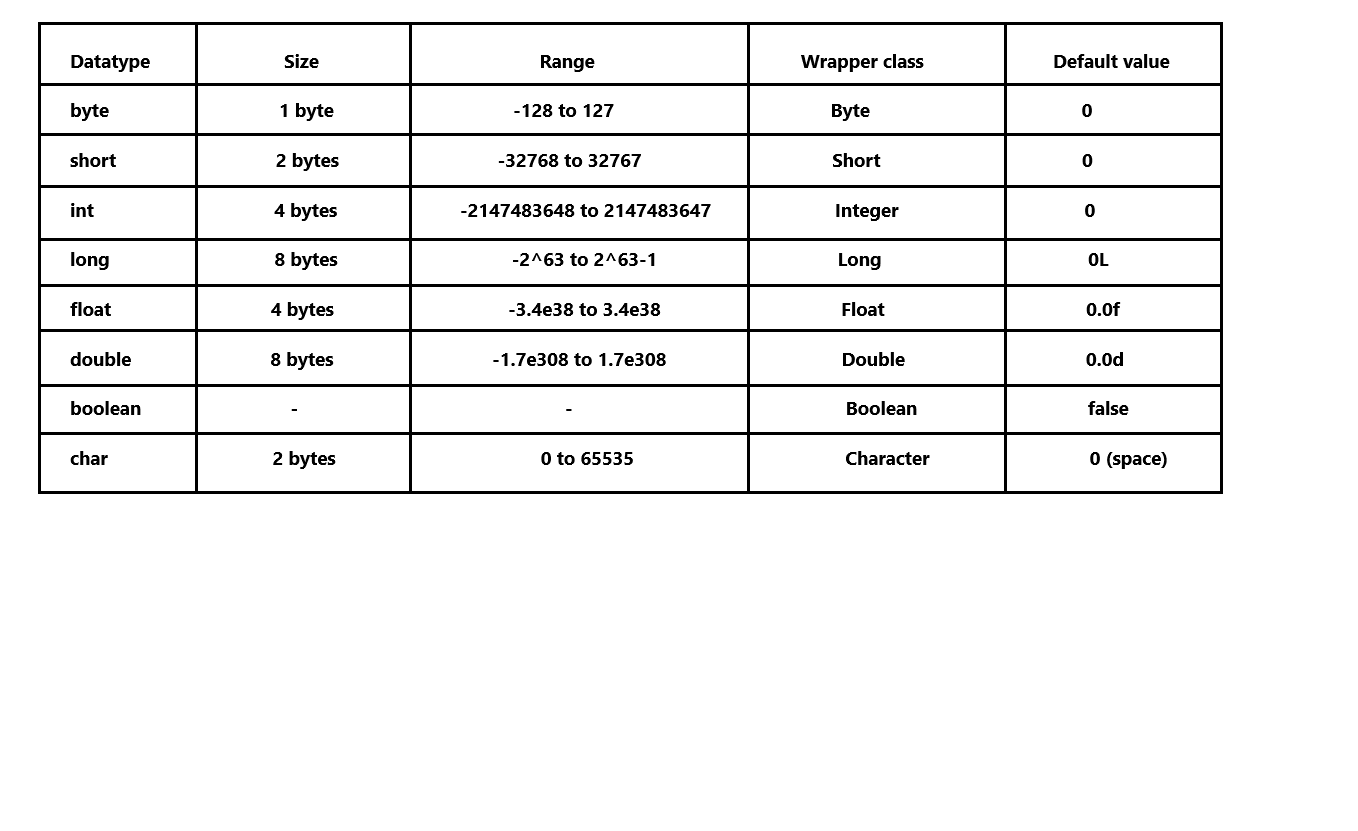 Datatype Size Range Wrapper class Default value
byte 1 byte -128 to 127 Byte 0
short 2 bytes -32768 to 32767 Short 0
int 4 bytes -2147483648 to 2147483647 Integer 0
long 8 bytes -2^63 to 2^63-1 Long 0L
float 4 bytes -3.4e38 to 3.4e38 Float 0.0f
double 8 bytes -1.7e308 to 1.7e308 Double 0.0d
boolean - - Boolean false
char 2 bytes 0 to 65535 Character 0 (space)